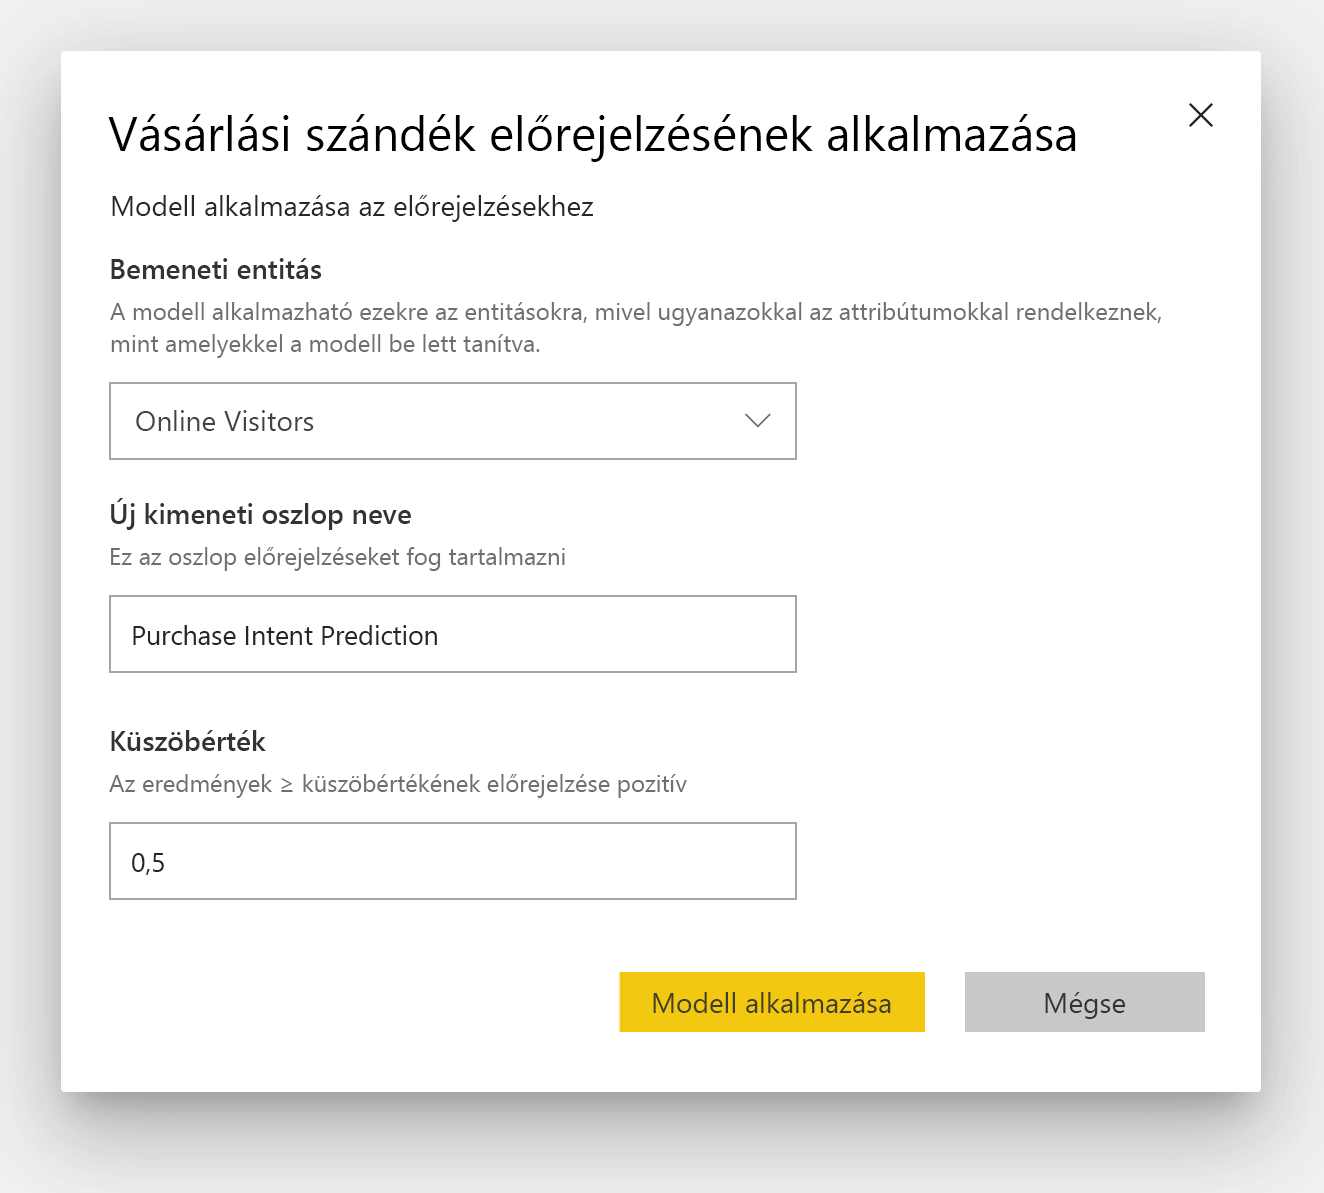 Vásárlási szándék előrejelzésének alkalmazása
Modell alkalmazása az előrejelzésekhez
Bemeneti entitás
A modell alkalmazható ezekre az entitásokra, mivel ugyanazokkal az attribútumokkal rendelkeznek,
mint amelyekkel a modell be lett tanítva.
Online Visitors
Új kimeneti oszlop neve
Ez az oszlop előrejelzéseket fog tartalmazni
Purchase Intent Prediction
Küszöbérték
Az eredmények ≥ küszöbértékének előrejelzése pozitív
0,5
Modell alkalmazása
Mégse